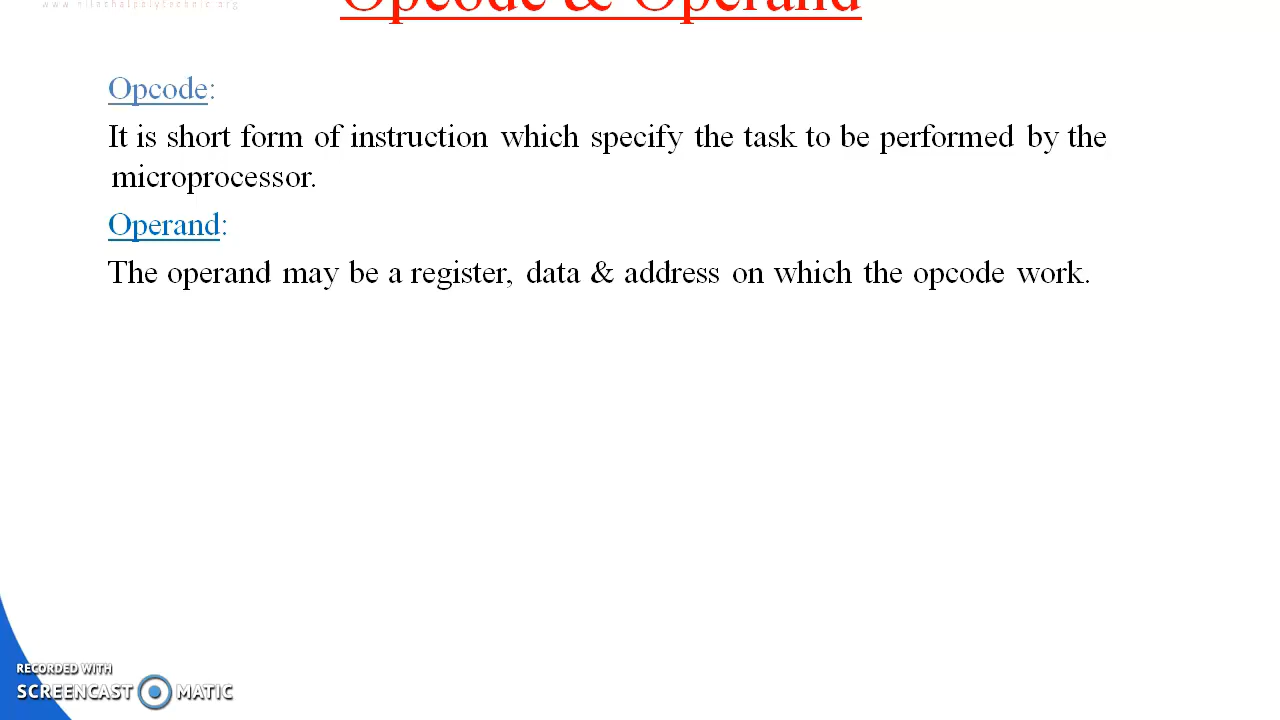 Opcode & Operand
Opcode:
It is short form of instruction which specify the task to be performed by the
microprocessor.
Operand:
The operand may be a register, data & address on which the opcode work.
RECORDED WITH
SCREENCAST MATIC